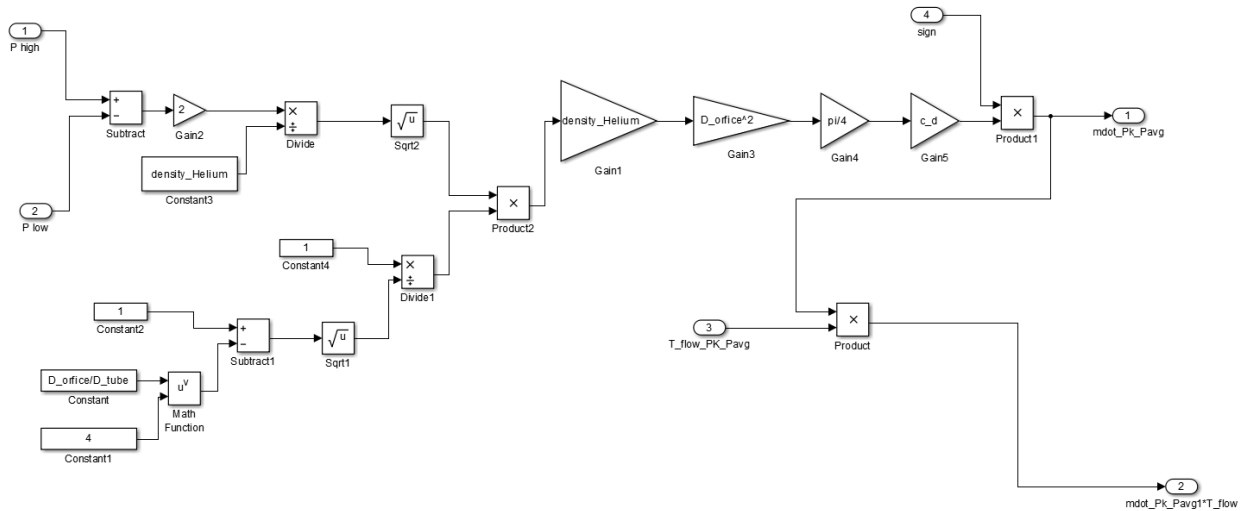 1
P high
+
−
Subtract
2
Gain2
×
÷
Divide
√u
Sqrt2
density_Helium
Constant3
2
P low
density_Helium
Gain1
D_orfice^2
Gain3
pi/4
Gain4
c_d
Gain5
4
sign
×
Product1
1
mdot_Pk_Pavg
×
Product2
1
Constant4
×
÷
Divide1
1
Constant2
+
−
Subtract1
√u
Sqrt1
D_orfice/D_tube
Constant
u^v
Math
Function
4
Constant1
3
T_flow_PK_Pavg
×
Product
2
mdot_Pk_Pavg1*T_flow